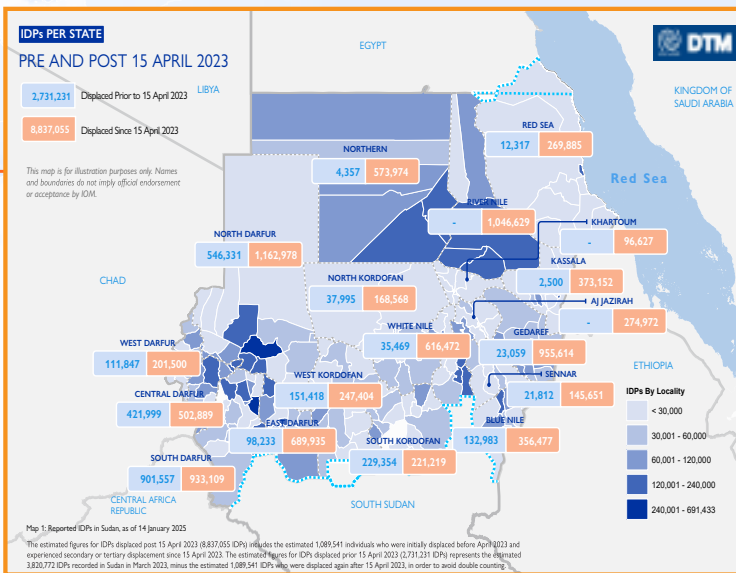 IDPs PER STATE
PRE AND POST 15 APRIL 2023
2,731,231 Displaced Prior to 15 April 2023
8,837,055 Displaced Since 15 April 2023
This map is for illustration purposes only. Names
and boundaries do not imply official endorsement
or acceptance by IOM.
DTM
EGYPT
LIBYA
KINGDOM OF
SAUDI ARABIA
RED SEA
12,317 269,885
Red Sea
NORTHERN
4,357 573,974
RIVER NILE
- 1,046,629
KHARTOUM
- 96,627
NORTH DARFUR
546,331 1,162,978
KASSALA
2,500 373,152
CHAD
NORTH KORDOFAN
37,995 168,568
AJ JAZIRAH
- 274,972
WHITE NILE
35,469 616,472
GEDAREF
23,059 955,614
WEST DARFUR
111,847 201,500
ETHIOPIA
WEST KORDOFAN
151,418 247,404
SENNAR
21,812 145,651
CENTRAL DARFUR
421,999 502,889
EAST DARFUR
98,233 689,935
SOUTH KORDOFAN
229,354 221,219
BLUE NILE
132,983 356,477
SOUTH DARFUR
901,557 933,109
CENTRAL AFRICA
REPUBLIC
SOUTH SUDAN
IDPs By Locality
< 30,000
30,001 - 60,000
60,001 - 120,000
120,001 - 240,000
240,001 - 691,433
Map 1: Reported IDPs in Sudan, as of 14 January 2025
The estimated figures for IDPs displaced post 15 April 2023 (8,837,055 IDPs) includes the estimated 1,089,541 individuals who were initially displaced before April 2023 and
experienced secondary or tertiary displacement since 15 April 2023. The estimated figures for IDPs displaced prior 15 April 2023 (2,731,231 IDPs) represents the estimated
3,820,772 IDPs recorded in Sudan in March 2023, minus the estimated 1,089,541 IDPs who were displaced again after 15 April 2023, in order to avoid double counting.